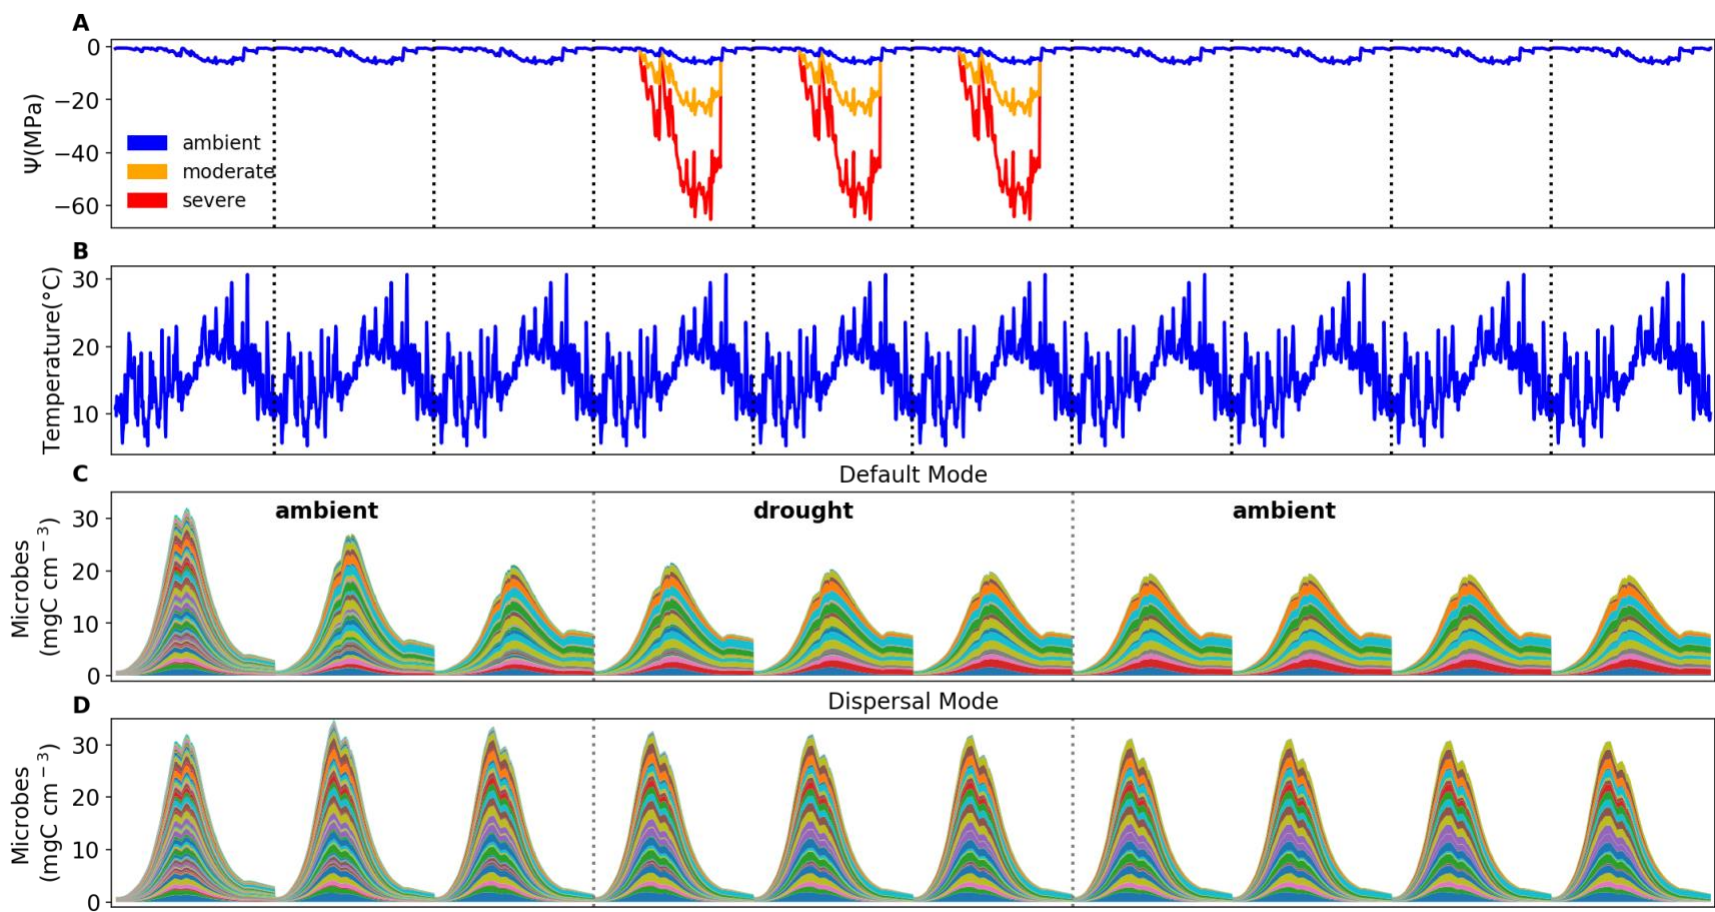 A
0
−20
−40
−60
Ψ(MPa)
ambient
moderate
severe
B
30
20
10
Temperature(°C)
C
Default Mode
ambient
drought
ambient
30
20
10
0
Microbes
(mgC cm⁻³)
D
Dispersal Mode
30
20
10
0
Microbes
(mgC cm⁻³)